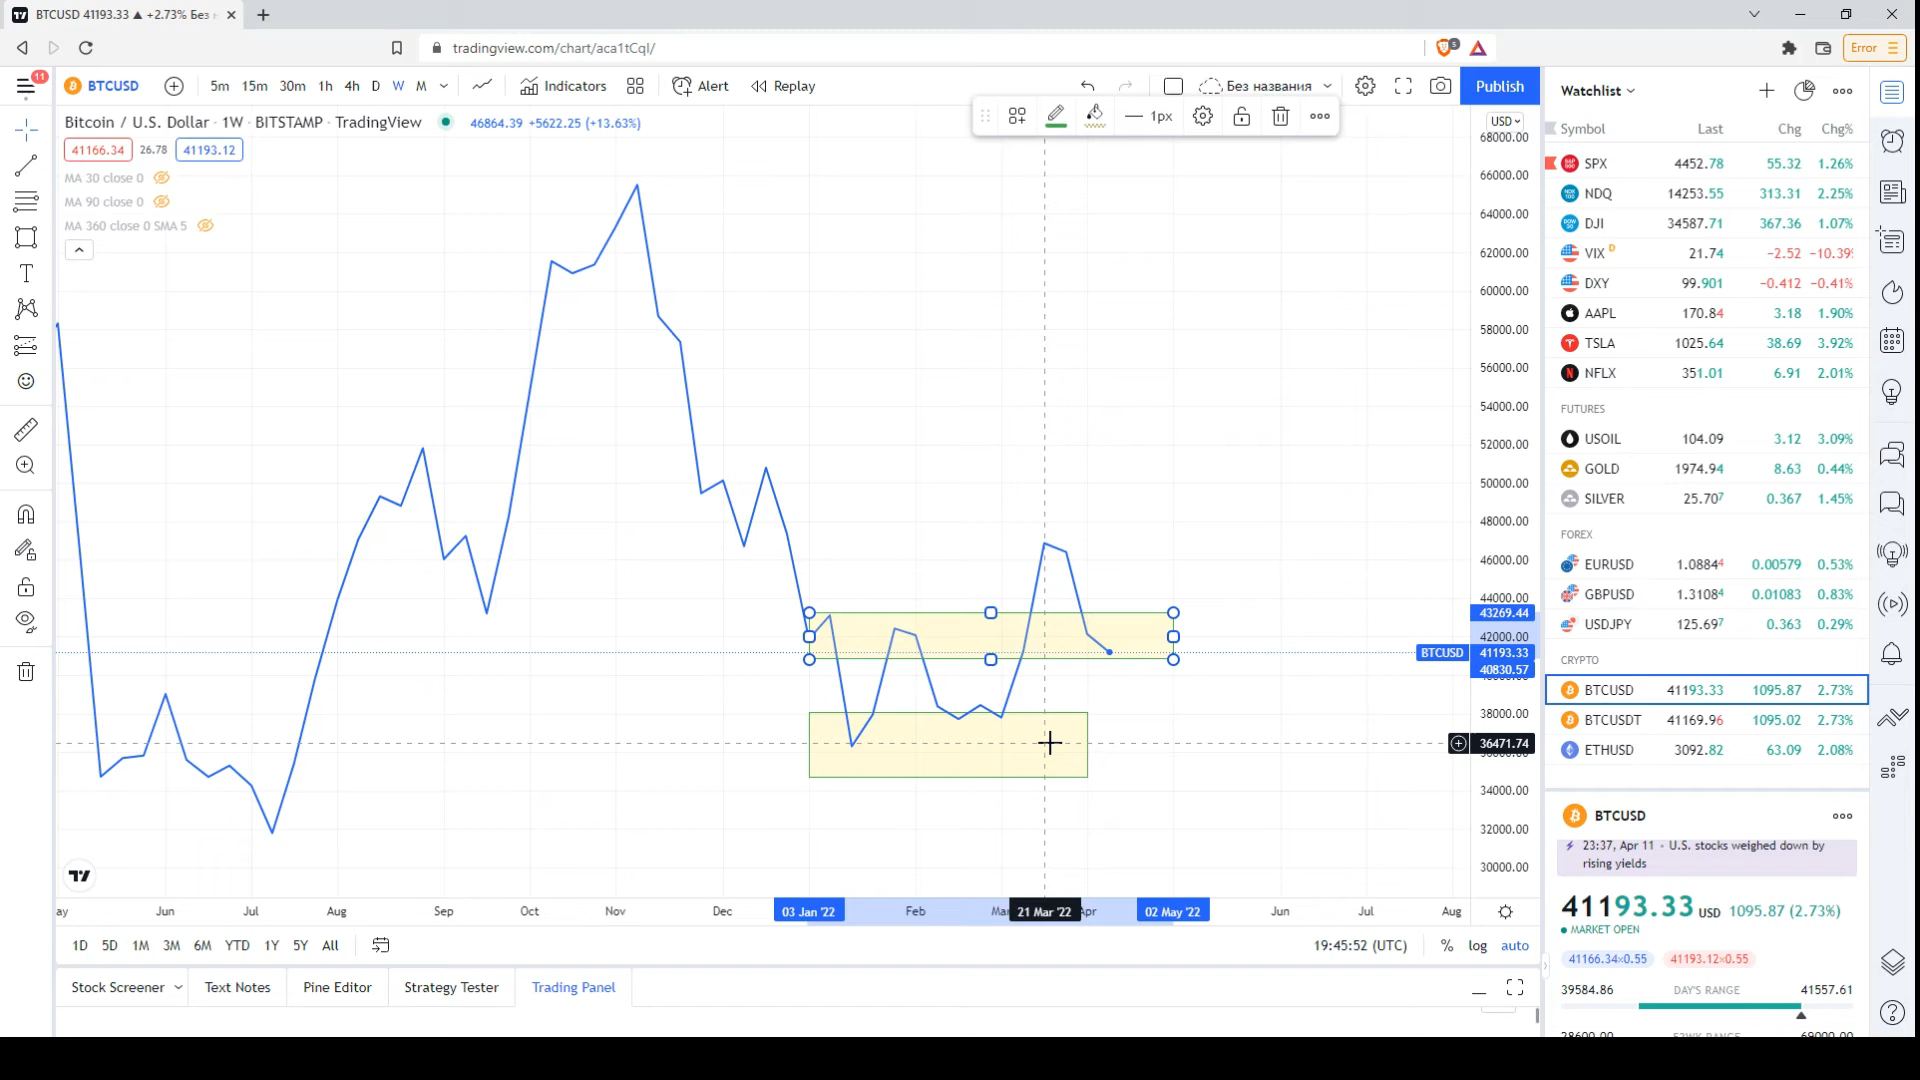 BTCUSD 41193.33 ▲ +2.73% Без
tradingview.com/chart/aca1tCql/
5
Error
11
BTCUSD 5m 15m 30m 1h 4h D W M Indicators Alert Replay Без названия Publish
1px
Bitcoin / U.S. Dollar · 1W · BITSTAMP · TradingView 46864.39 +5622.25 (+13.63%)
41166.34 26.78 41193.12
MA 30 close 0
MA 90 close 0
MA 360 close 0 SMA 5
USD
68000.00
66000.00
64000.00
62000.00
60000.00
58000.00
56000.00
54000.00
52000.00
50000.00
48000.00
46000.00
44000.00
43269.44
42000.00
BTCUSD 41193.33
40830.57
38000.00
36471.74
34000.00
32000.00
30000.00
ay Jun Jul Aug Sep Oct Nov Dec 03 Jan '22 Feb Mar 21 Mar '22 Apr 02 May '22 Jun Jul Aug
1D 5D 1M 3M 6M YTD 1Y 5Y All 19:45:52 (UTC) % log auto
Stock Screener Text Notes Pine Editor Strategy Tester Trading Panel
Watchlist
Symbol Last Chg Chg%
SPX 4452.78 55.32 1.26%
NDQ 14253.55 313.31 2.25%
DJI 34587.71 367.36 1.07%
VIX D 21.74 −2.52 −10.39
DXY 99.901 −0.412 −0.41%
AAPL 170.84 3.18 1.90%
TSLA 1025.64 38.69 3.92%
NFLX 351.01 6.91 2.01%
FUTURES
USOIL 104.09 3.12 3.09%
GOLD 1974.94 8.63 0.44%
SILVER 25.707 0.367 1.45%
FOREX
EURUSD 1.08844 0.00579 0.53%
GBPUSD 1.31084 0.01083 0.83%
USDJPY 125.697 0.363 0.29%
CRYPTO
BTCUSD 41193.33 1095.87 2.73%
BTCUSDT 41169.96 1095.02 2.73%
ETHUSD 3092.82 63.09 2.08%
BTCUSD
23:37, Apr 11 • U.S. stocks weighed down by
rising yields
41193.33 USD 1095.87 (2.73%)
MARKET OPEN
41166.34×0.55 41193.12×0.55
39584.86 DAY'S RANGE 41557.61